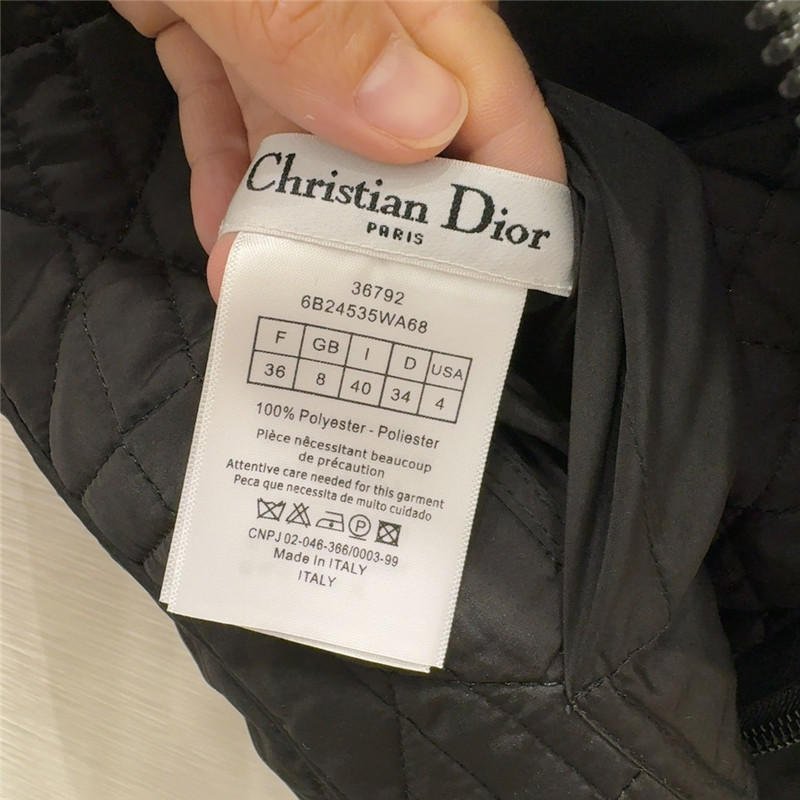 Christian Dior
PARIS
36792
6B24535WA68
F GB I D USA
36 8 40 34 4
100% Polyester - Poliester
Pièce nêcessitant beaucoup
de précaution
Attentive care needed for this garment
Peca que necessita de muito cuidado
P
CNPJ 02-046-366/0003-99
Made in ITALY
ITALY